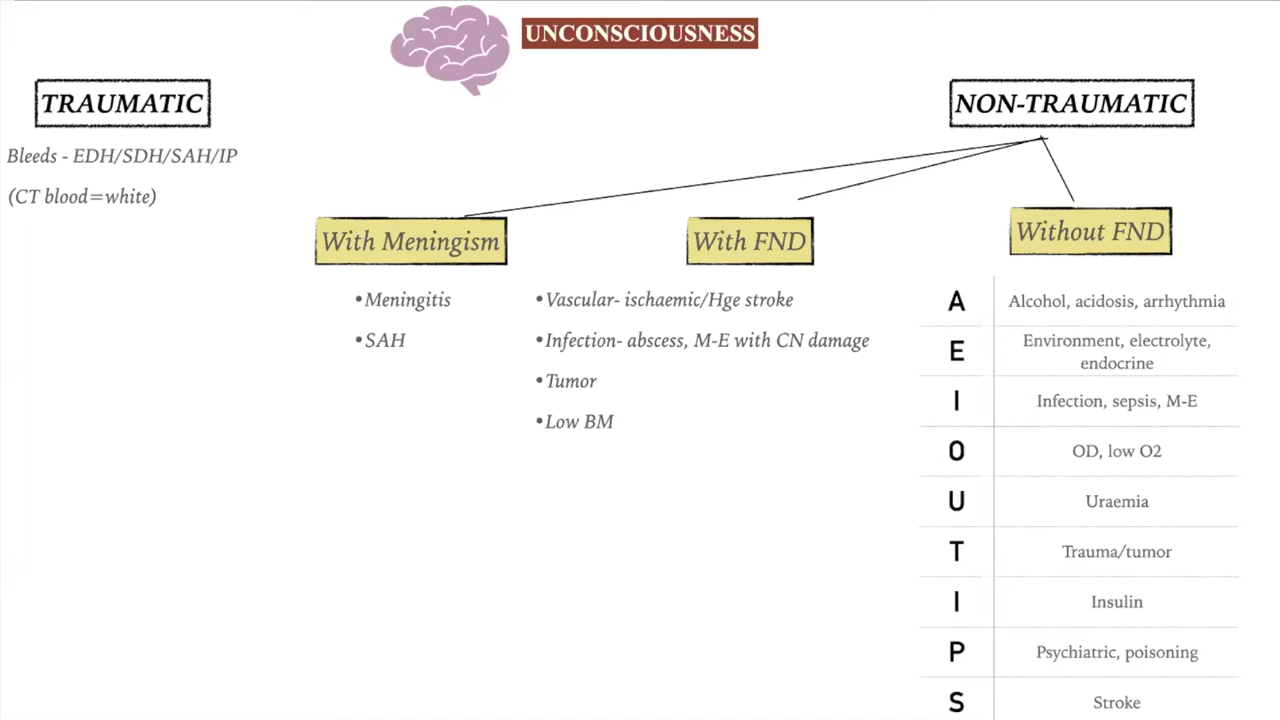 UNCONSCIOUSNESS
TRAUMATIC
Bleeds - EDH/SDH/SAH/IP
(CT blood=white)
NON-TRAUMATIC
With Meningism
•Meningitis
•SAH
With FND
•Vascular- ischaemic/Hge stroke
•Infection- abscess, M-E with CN damage
•Tumor
•Low BM
Without FND
A Alcohol, acidosis, arrhythmia
E Environment, electrolyte,
endocrine
I Infection, sepsis, M-E
O OD, low O2
U Uraemia
T Trauma/tumor
I Insulin
P Psychiatric, poisoning
S Stroke